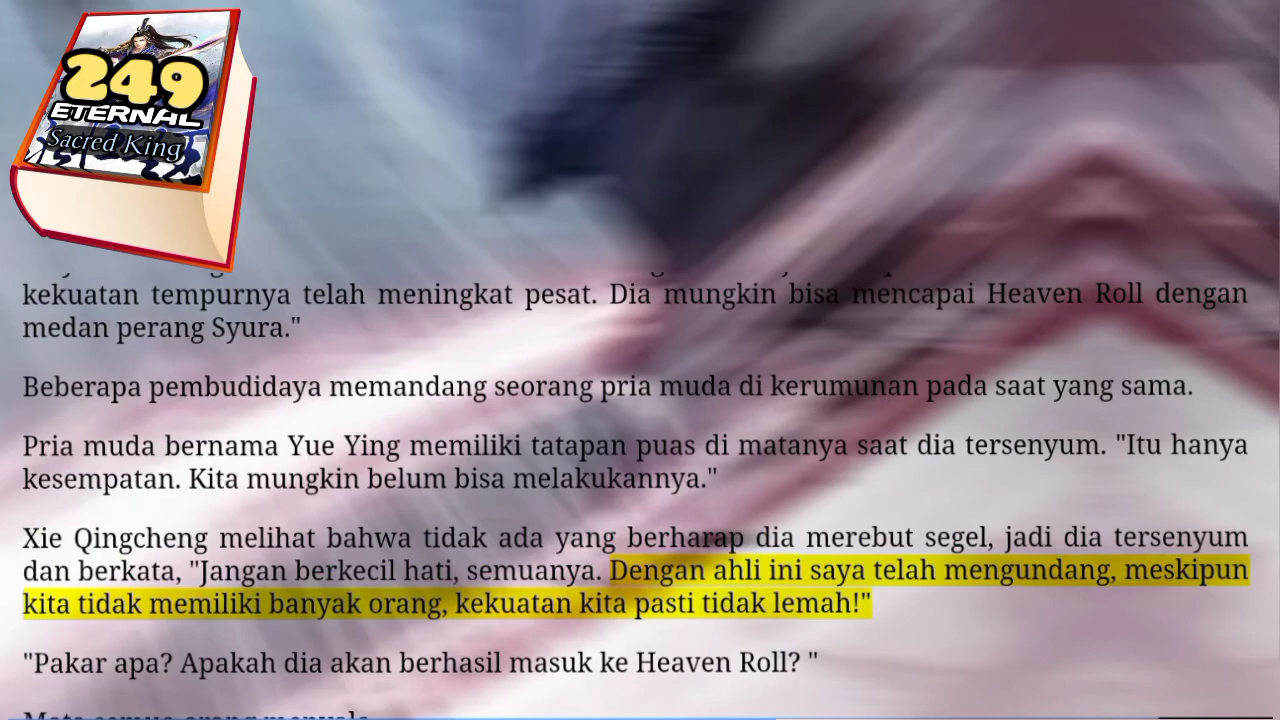 249
ETERNAL
Sacred King
kekuatan tempurnya telah meningkat pesat. Dia mungkin bisa mencapai Heaven Roll dengan
medan perang Syura."
Beberapa pembudidaya memandang seorang pria muda di kerumunan pada saat yang sama.
Pria muda bernama Yue Ying memiliki tatapan puas di matanya saat dia tersenyum. "Itu hanya
kesempatan. Kita mungkin belum bisa melakukannya."
Xie Qingcheng melihat bahwa tidak ada yang berharap dia merebut segel, jadi dia tersenyum
dan berkata, "Jangan berkecil hati, semuanya. Dengan ahli ini saya telah mengundang, meskipun
kita tidak memiliki banyak orang, kekuatan kita pasti tidak lemah!"
"Pakar apa? Apakah dia akan berhasil masuk ke Heaven Roll? "